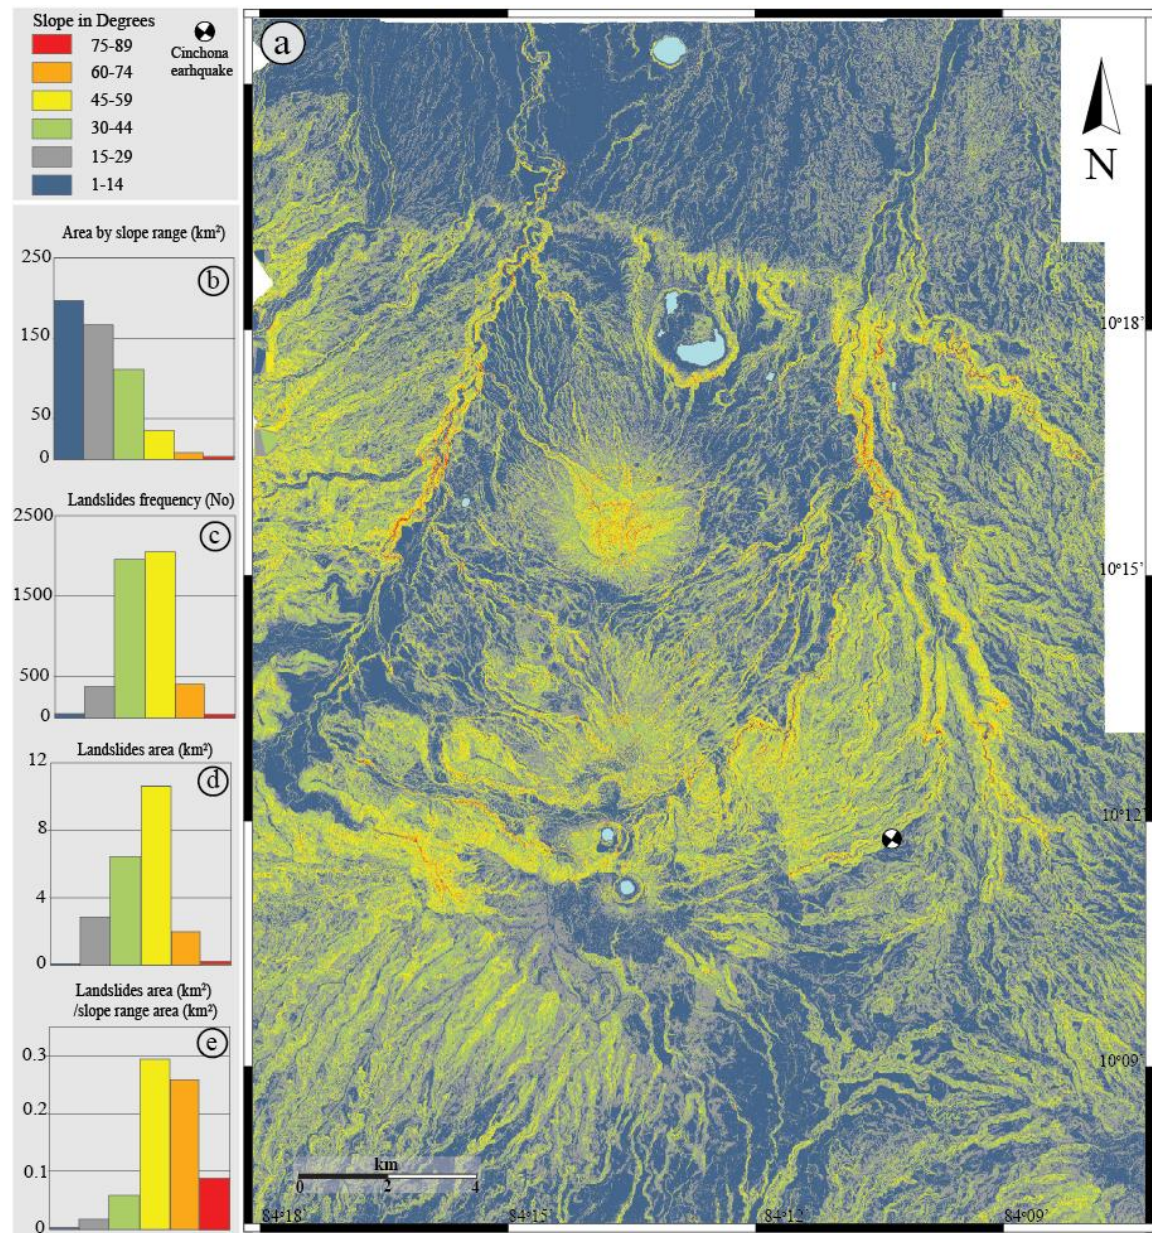 Slope in Degrees
75-89
60-74
45-59
30-44
15-29
1-14
Cinchona
earhquake
a
N
Area by slope range (km²)
b
250
150
50
0
Landslides frequency (No)
c
2500
1500
500
0
Landslides area (km²)
d
12
8
4
0
Landslides area (km²)
/slope range area (km²)
e
0.3
0.2
0.1
0
10°18'
10°15'
10°12'
10°09'
km
0 2 4
84°18' 84°15' 84°12 84°09'